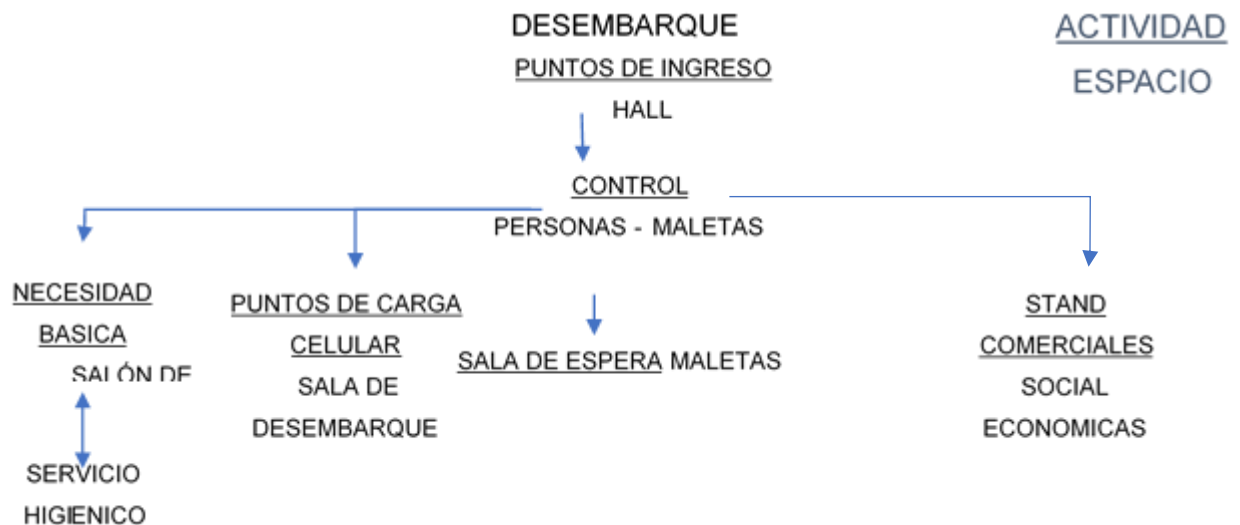 DESEMBARQUE
PUNTOS DE INGRESO
HALL
ACTIVIDAD
ESPACIO
CONTROL
PERSONAS - MALETAS
NECESIDAD
BASICA
SALÓN DE
SERVICIO
HIGIENICO
PUNTOS DE CARGA
CELULAR
SALA DE
DESEMBARQUE
SALA DE ESPERA MALETAS
STAND
COMERCIALES
SOCIAL
ECONOMICAS